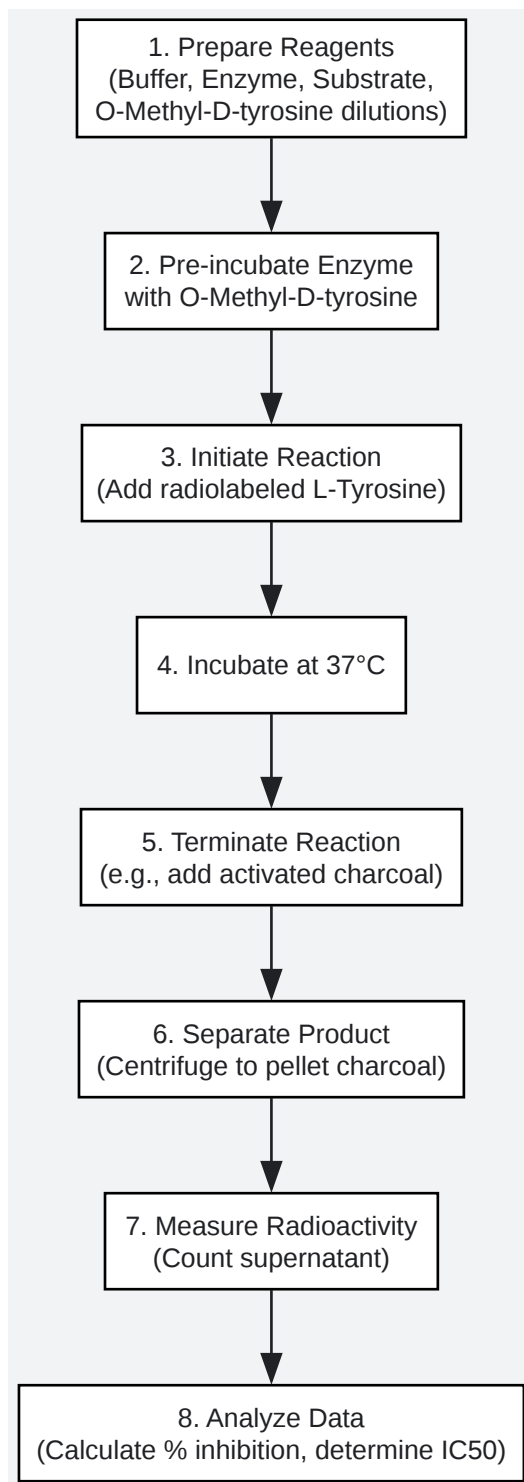 1. Prepare Reagents
(Buffer, Enzyme, Substrate,
O-Methyl-D-tyrosine dilutions)
2. Pre-incubate Enzyme
with O-Methyl-D-tyrosine
3. Initiate Reaction
(Add radiolabeled L-Tyrosine)
4. Incubate at 37°C
5. Terminate Reaction
(e.g., add activated charcoal)
6. Separate Product
(Centrifuge to pellet charcoal)
7. Measure Radioactivity
(Count supernatant)
8. Analyze Data
(Calculate % inhibition, determine IC50)